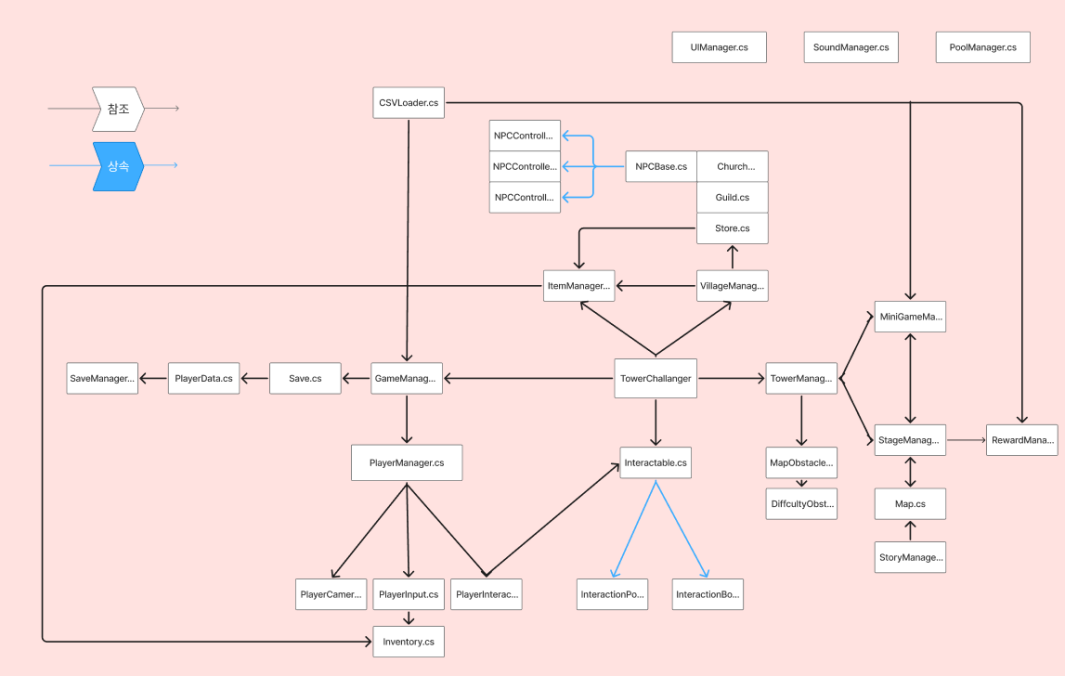 UIManager.cs
SoundManager.cs
PoolManager.cs
참조
상속
CSVLoader.cs
NPCControll...
NPCControlle...
NPCControll...
NPCBase.cs
Church...
Guild.cs
Store.cs
ItemManager...
VillageManag...
MiniGameMa...
SaveManager...
PlayerData.cs
Save.cs
GameManag...
TowerChallanger
TowerManag...
StageManag...
RewardMana...
PlayerManager.cs
Interactable.cs
MapObstacle...
DiffcultyObst...
Map.cs
StoryManage...
PlayerCamer...
PlayerInput.cs
PlayerInterac...
InteractionPo...
InteractionBo...
Inventory.cs